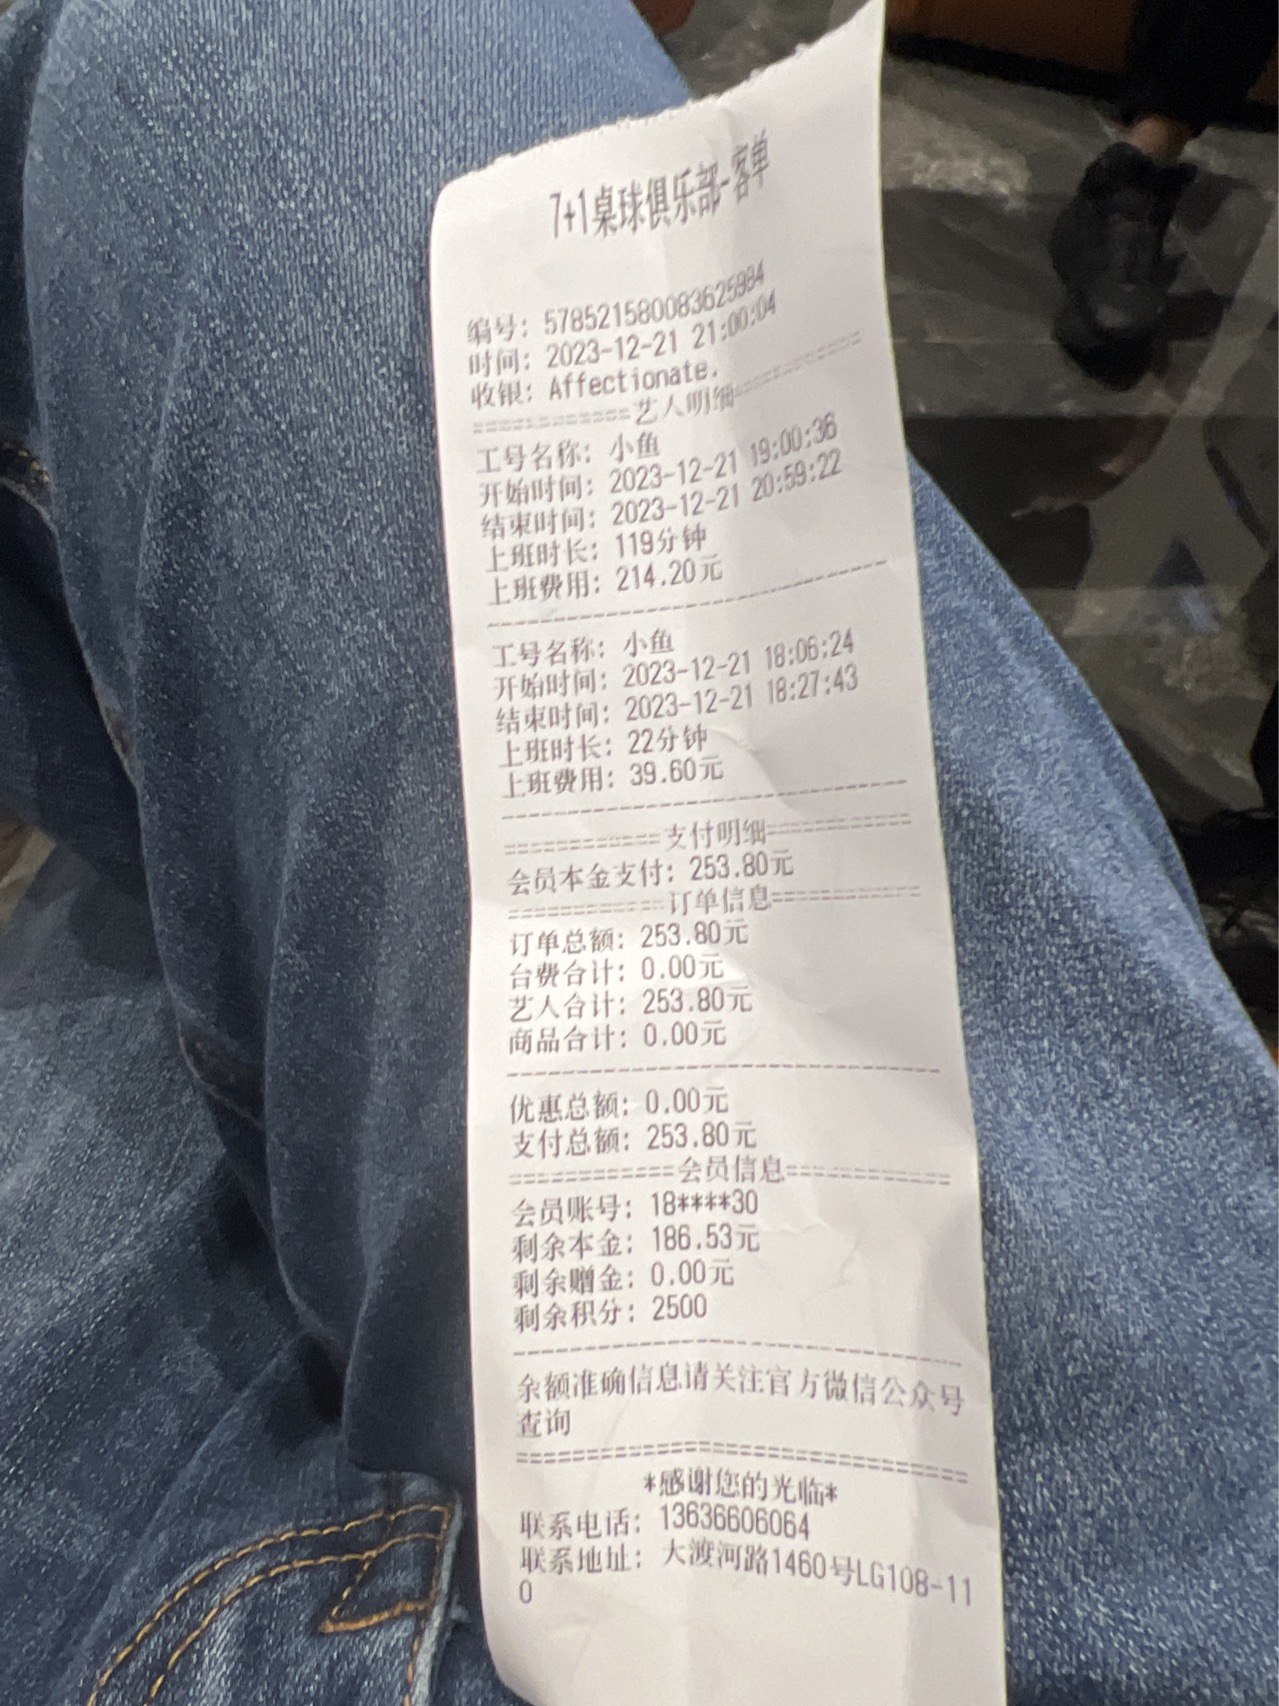 7+1桌球俱乐部-客单
编号: 578521580083625984
时间: 2023-12-21 21:00:04
收银: Affectionate.
============艺人明细============
工号名称: 小鱼
开始时间: 2023-12-21 19:00:36
结束时间: 2023-12-21 20:59:22
上班时长: 119分钟
上班费用: 214.20元
--------------------------------
工号名称: 小鱼
开始时间: 2023-12-21 18:06:24
结束时间: 2023-12-21 18:27:43
上班时长: 22分钟
上班费用: 39.60元
--------------------------------
============支付明细============
会员本金支付: 253.80元
============订单信息============
订单总额: 253.80元
台费合计: 0.00元
艺人合计: 253.80元
商品合计: 0.00元
--------------------------------
优惠总额: 0.00元
支付总额: 253.80元
============会员信息============
会员账号: 18****30
剩余本金: 186.53元
剩余赠金: 0.00元
剩余积分: 2500
--------------------------------
余额准确信息请关注官方微信公众号
查询
================================
*感谢您的光临*
联系电话: 13636606064
联系地址: 大渡河路1460号LG108-11
0